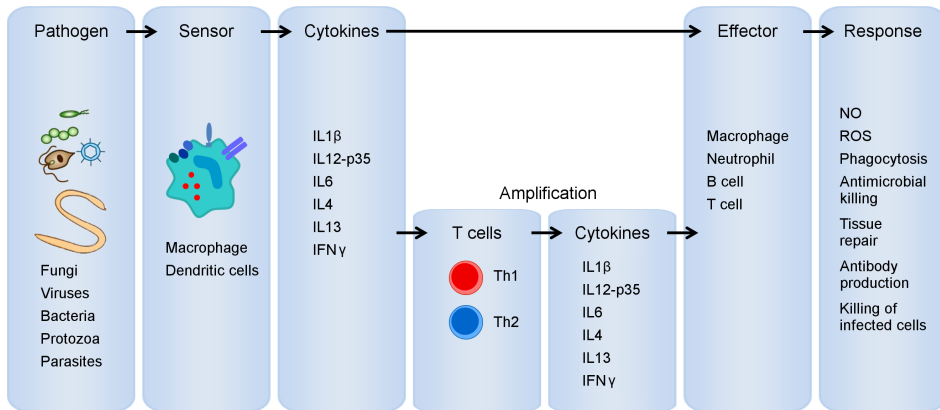 Pathogen
Fungi
Viruses
Bacteria
Protozoa
Parasites
Sensor
Macrophage
Dendritic cells
Cytokines
IL1β
IL12-p35
IL6
IL4
IL13
IFNγ
Amplification
T cells
Th1
Th2
Cytokines
IL1β
IL12-p35
IL6
IL4
IL13
IFNγ
Effector
Macrophage
Neutrophil
B cell
T cell
Response
NO
ROS
Phagocytosis
Antimicrobial
killing
Tissue
repair
Antibody
production
Killing of
infected cells